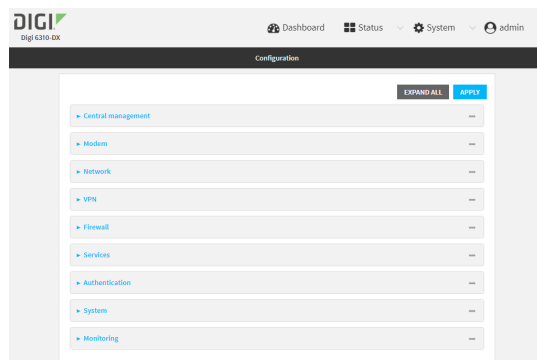 DIGI
Digi 6310-DX
Dashboard
Status
System
admin
Configuration
EXPAND ALL
APPLY
Central management
Modem
Network
VPN
Firewall
Services
Authentication
System
Monitoring